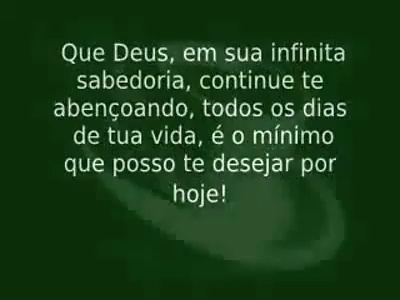 Que Deus, em sua infinita
sabedoria, continue te
abençoando, todos os dias
de tua vida, é o mínimo
que posso te desejar por
hoje!